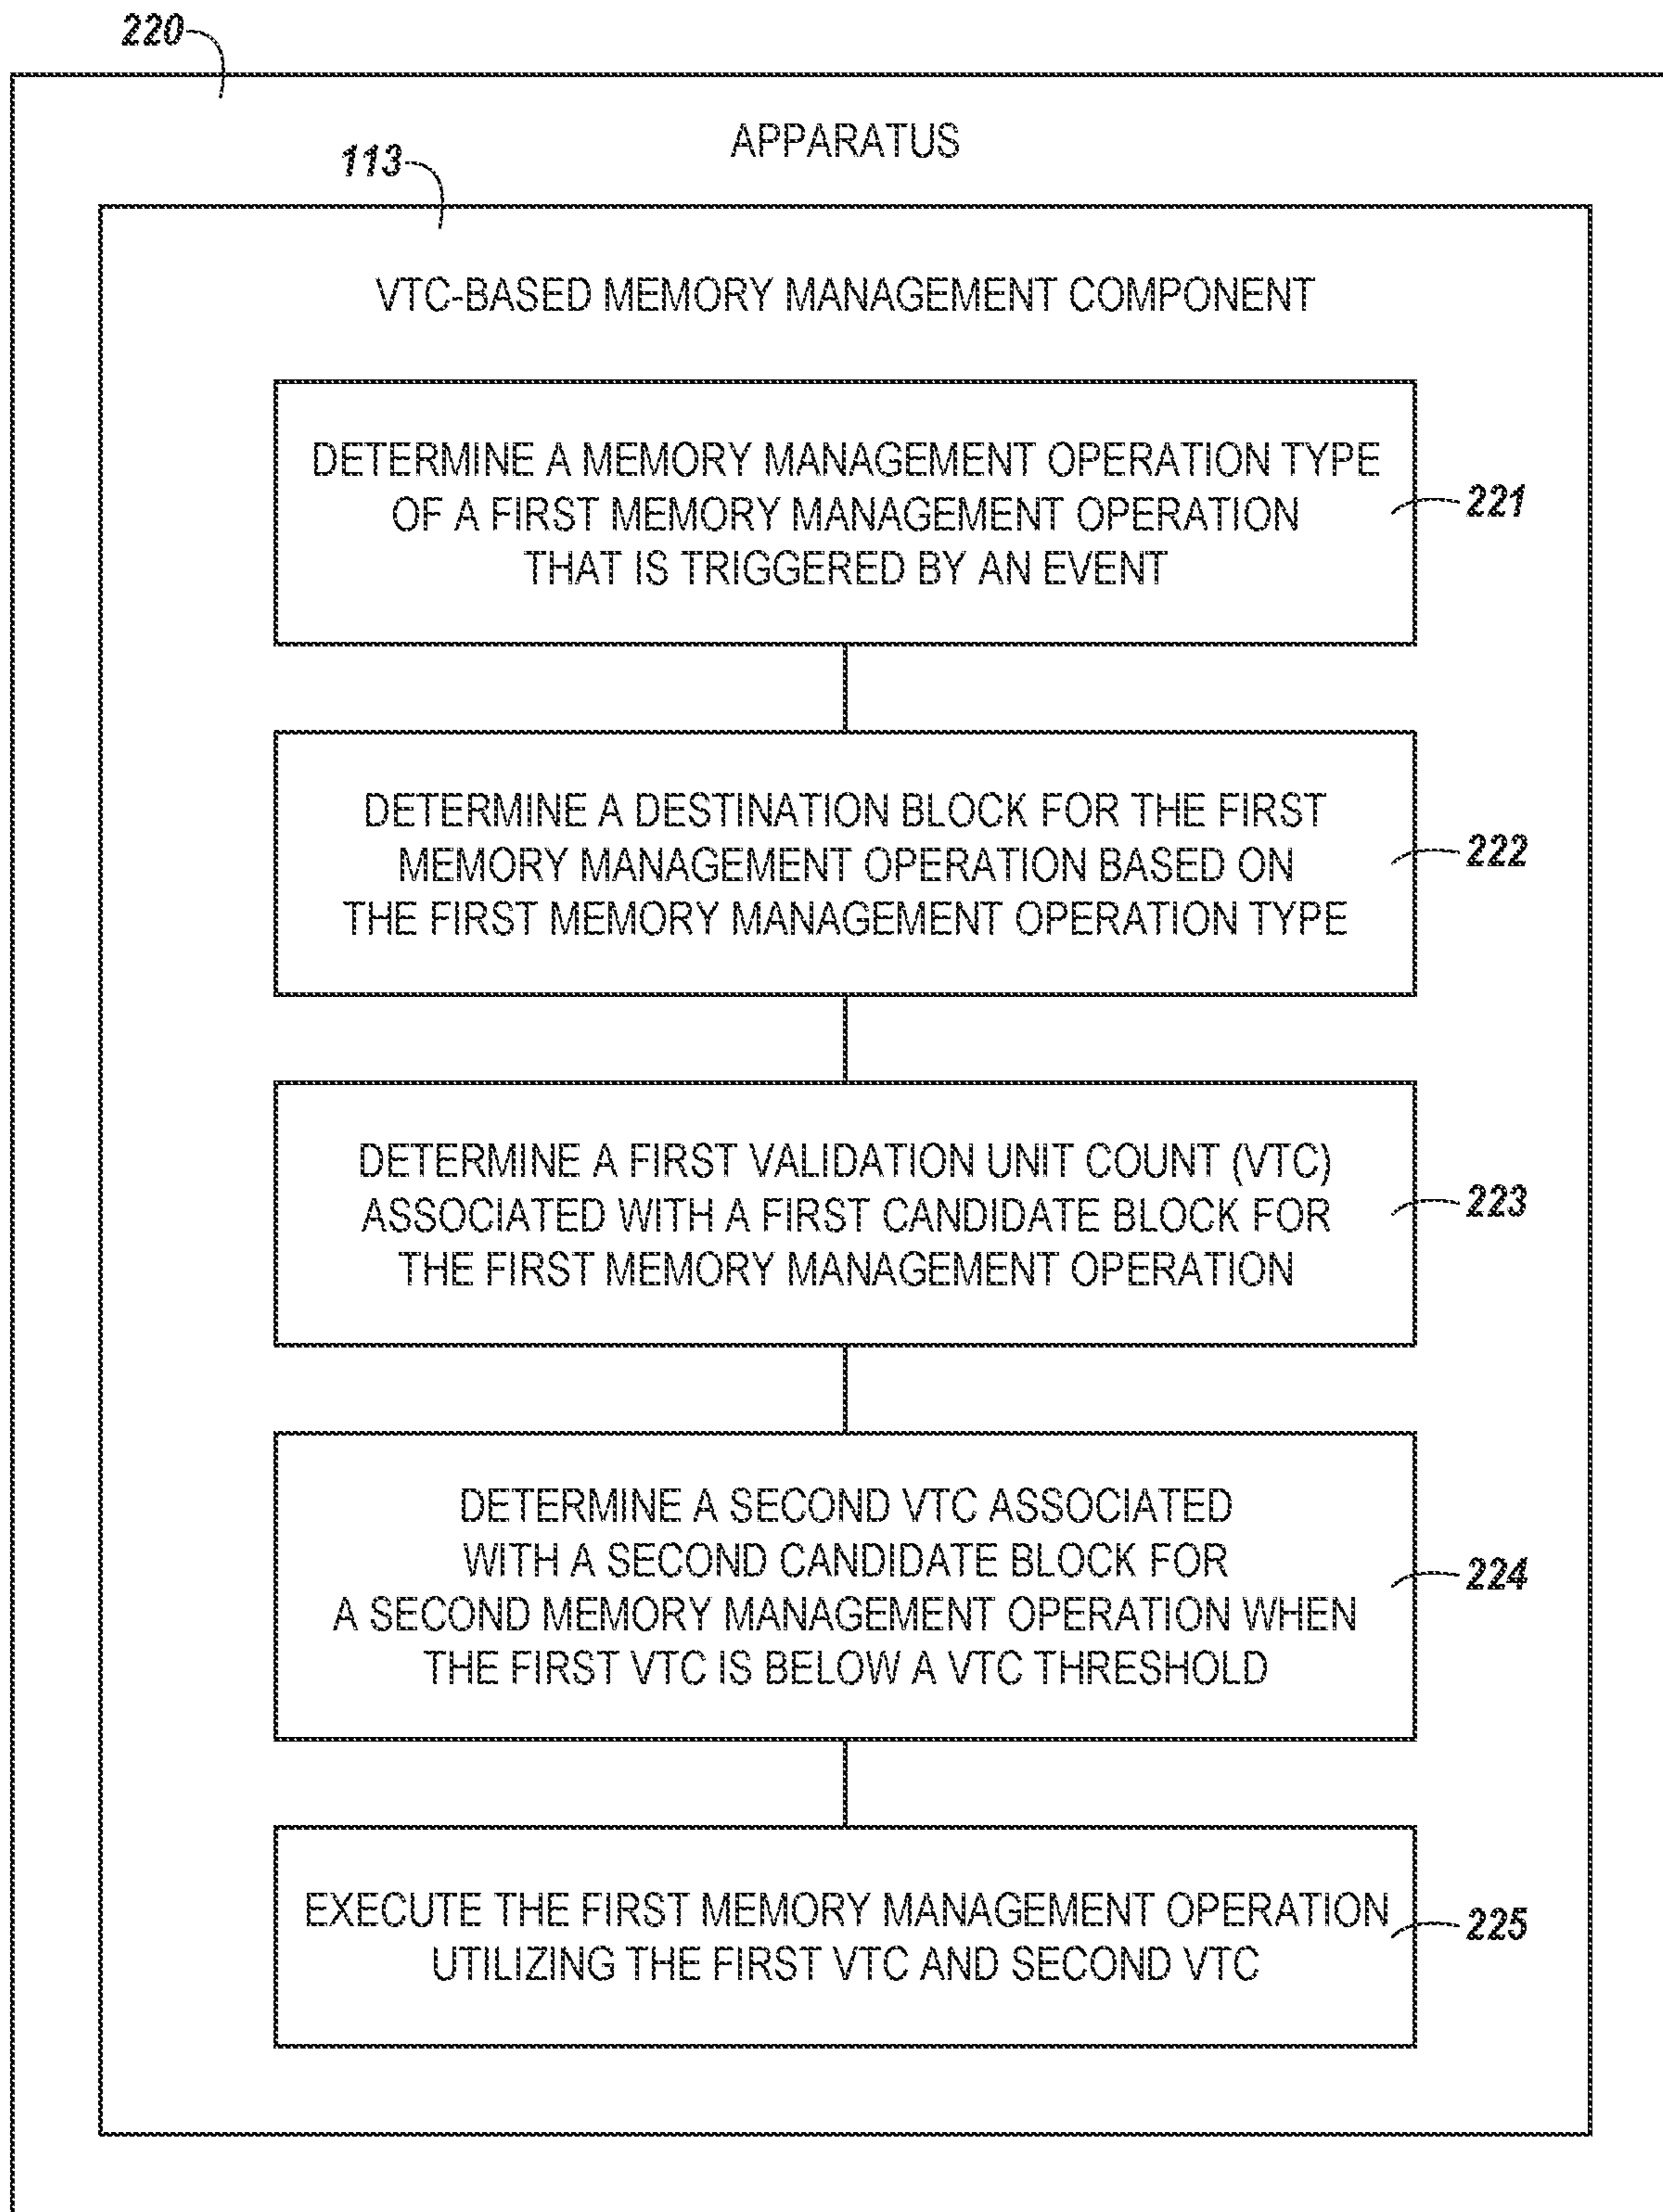 220
APPARATUS
113
VTC-BASED MEMORY MANAGEMENT COMPONENT
DETERMINE A MEMORY MANAGEMENT OPERATION TYPE
OF A FIRST MEMORY MANAGEMENT OPERATION
THAT IS TRIGGERED BY AN EVENT
221
DETERMINE A DESTINATION BLOCK FOR THE FIRST
MEMORY MANAGEMENT OPERATION BASED ON
THE FIRST MEMORY MANAGEMENT OPERATION TYPE
222
DETERMINE A FIRST VALIDATION UNIT COUNT (VTC)
ASSOCIATED WITH A FIRST CANDIDATE BLOCK FOR
THE FIRST MEMORY MANAGEMENT OPERATION
223
DETERMINE A SECOND VTC ASSOCIATED
WITH A SECOND CANDIDATE BLOCK FOR
A SECOND MEMORY MANAGEMENT OPERATION WHEN
THE FIRST VTC IS BELOW A VTC THRESHOLD
224
EXECUTE THE FIRST MEMORY MANAGEMENT OPERATION
UTILIZING THE FIRST VTC AND SECOND VTC
225